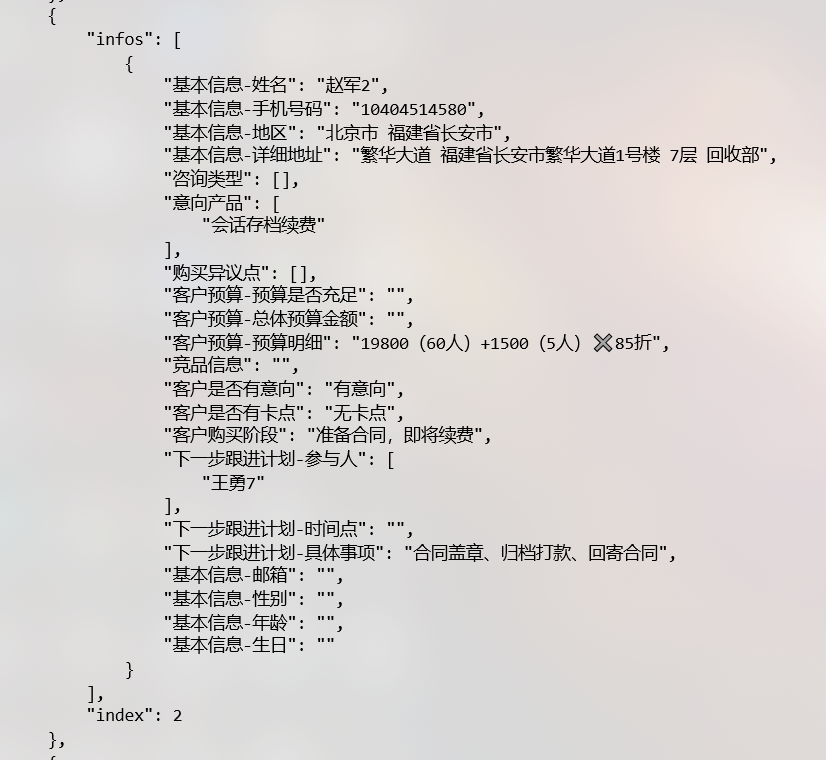 {
"infos": [
{
"基本信息-姓名": "赵军2",
"基本信息-手机号码": "10404514580",
"基本信息-地区": "北京市 福建省长安市",
"基本信息-详细地址": "繁华大道 福建省长安市繁华大道1号楼 7层 回收部",
"咨询类型": [],
"意向产品": [
"会话存档续费"
],
"购买异议点": [],
"客户预算-预算是否充足": "",
"客户预算-总体预算金额": "",
"客户预算-预算明细": "19800（60人）+1500（5人）✖85折",
"竞品信息": "",
"客户是否有意向": "有意向",
"客户是否有卡点": "无卡点",
"客户购买阶段": "准备合同，即将续费",
"下一步跟进计划-参与人": [
"王勇7"
],
"下一步跟进计划-时间点": "",
"下一步跟进计划-具体事项": "合同盖章、归档打款、回寄合同",
"基本信息-邮箱": "",
"基本信息-性别": "",
"基本信息-年龄": "",
"基本信息-生日": ""
}
],
"index": 2
},